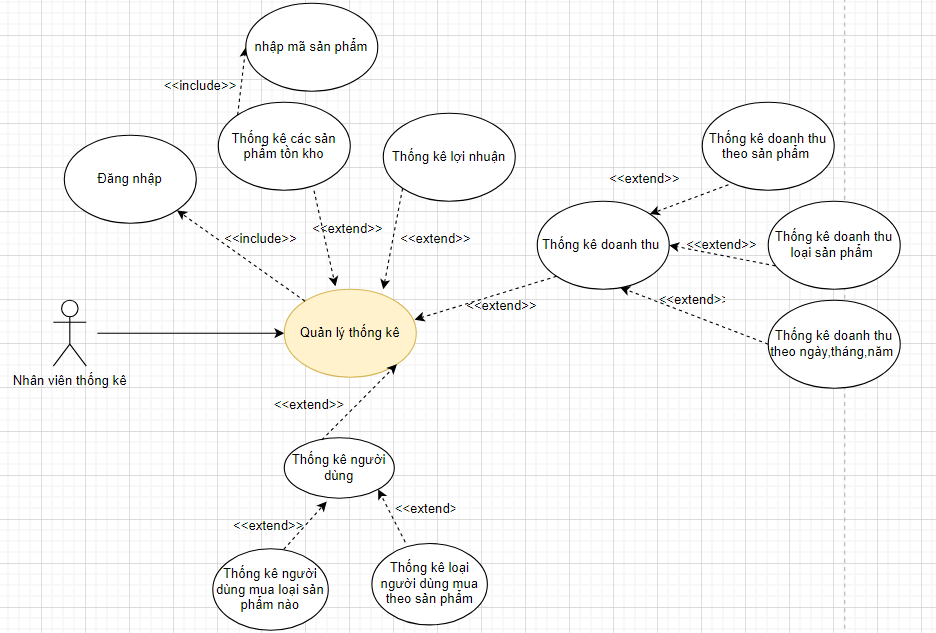 nhập mã sản phẩm
<<include>>
Thống kê các sản
phẩm tồn kho
Thống kê lợi nhuận
Thống kê doanh thu
theo sản phẩm
Đăng nhập
<<extend>>
<<include>>
<<extend>>
<<extend>>
Thống kê doanh thu
<<extend>>
Thống kê doanh thu
loại sản phẩm
<<extend>>
<<extend>>
Quản lý thống kê
Thống kê doanh thu
theo ngày,tháng,năm
Nhân viên thống kê
<<extend>>
Thống kê người
dùng
<<extend>>
<<extend>
Thống kê người
dùng mua loại sản
phẩm nào
Thống kê loại
người dùng mua
theo sản phẩm